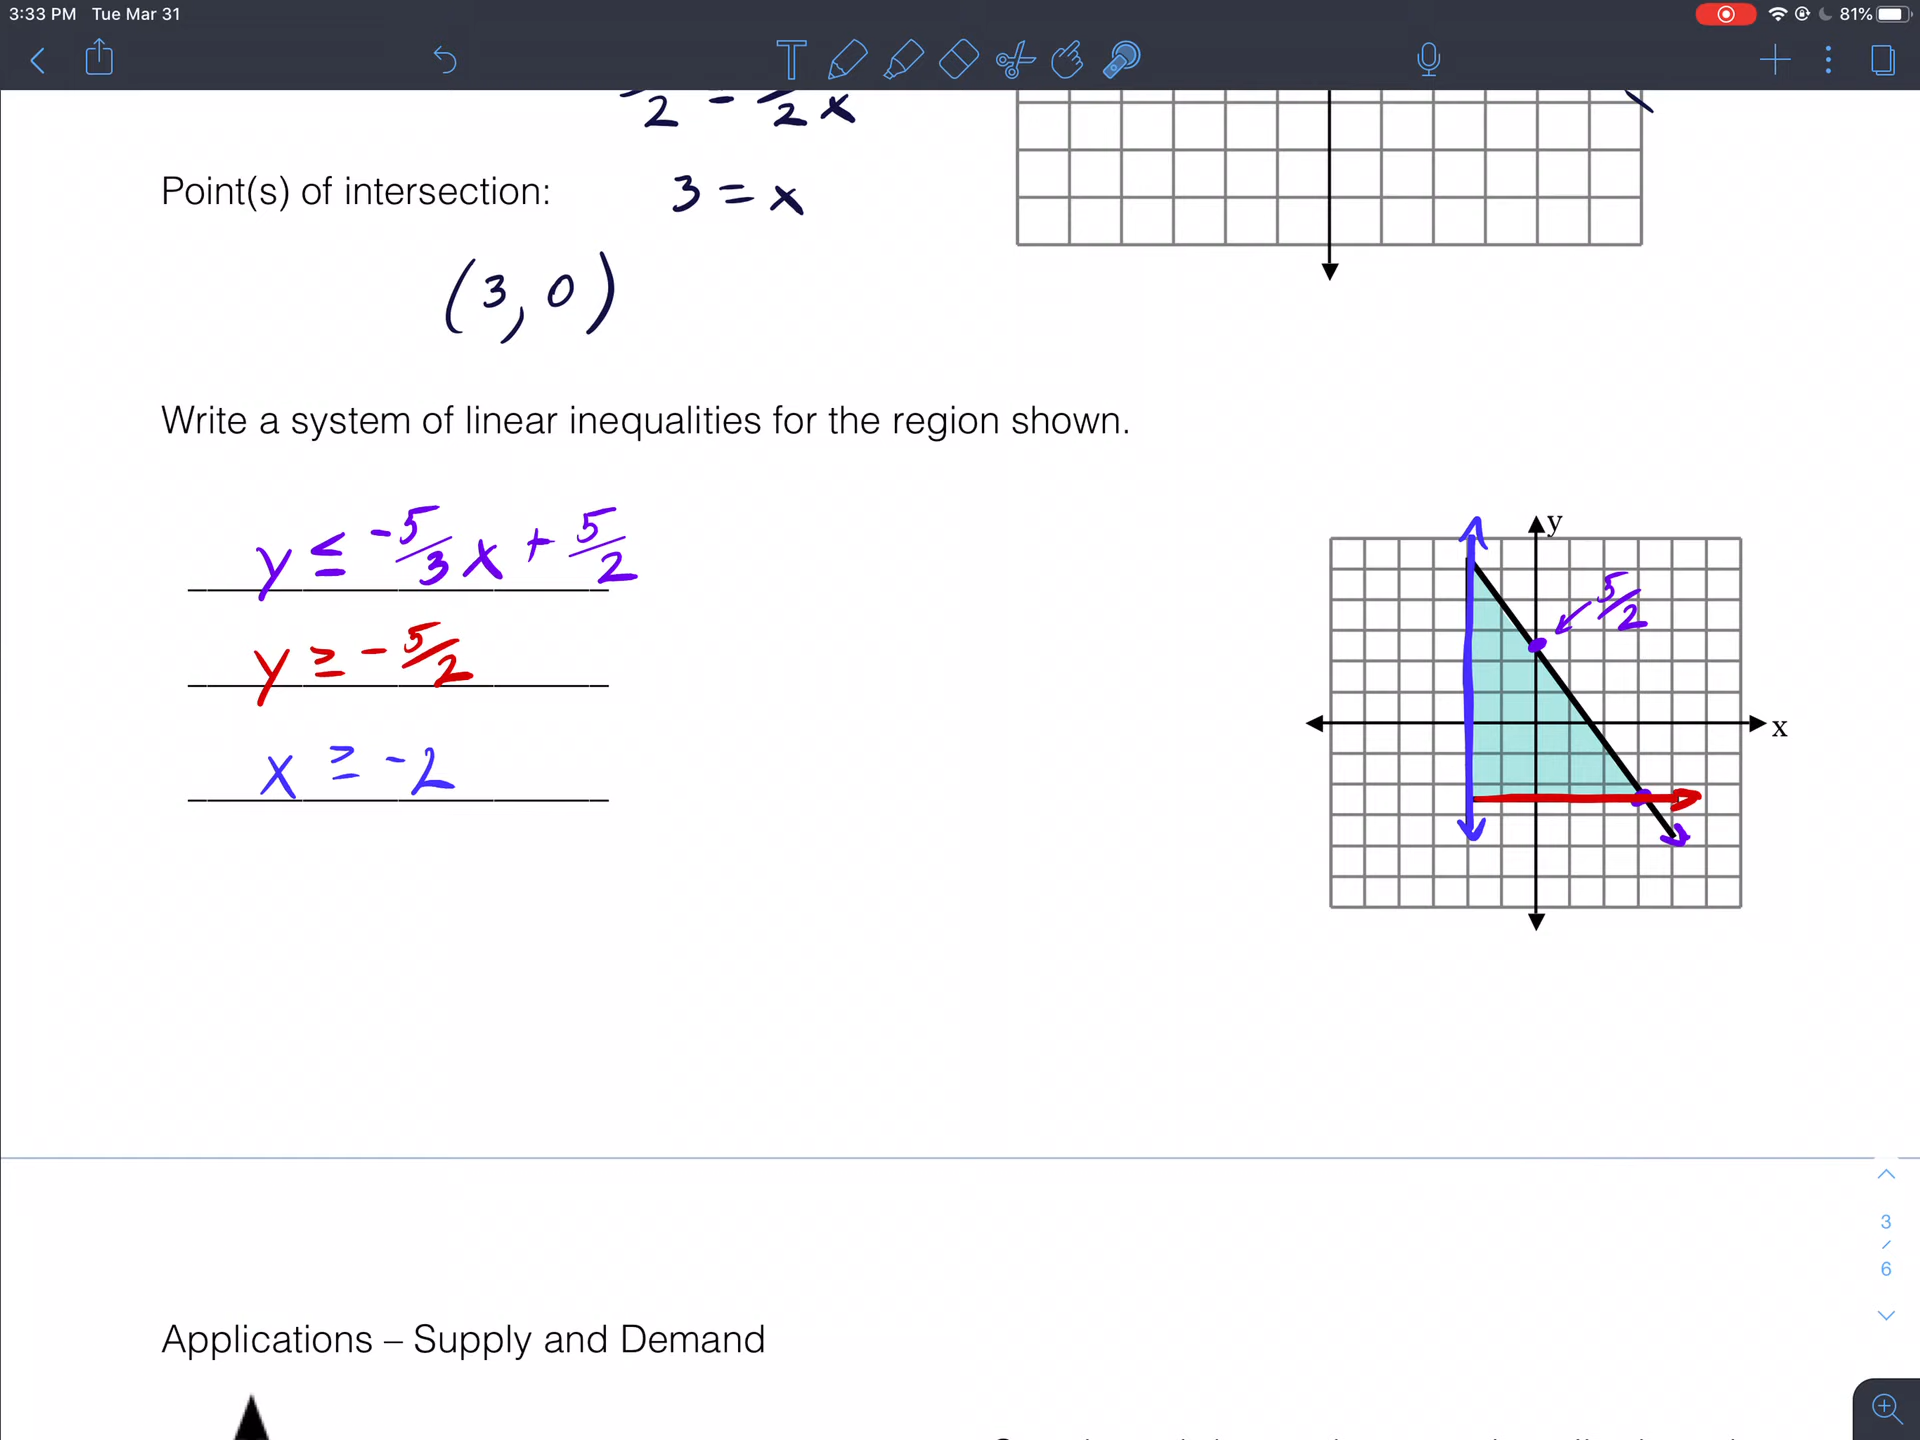 3:33 PM Tue Mar 31
81%
2 = 2 x
Point(s) of intersection:
3 = x
(3, 0)
Write a system of linear inequalities for the region shown.
y ≤ -5/3 x + 5/2
y ≥ -5/2
x ≥ -2
y
5/2
x
3
/
6
Applications – Supply and Demand